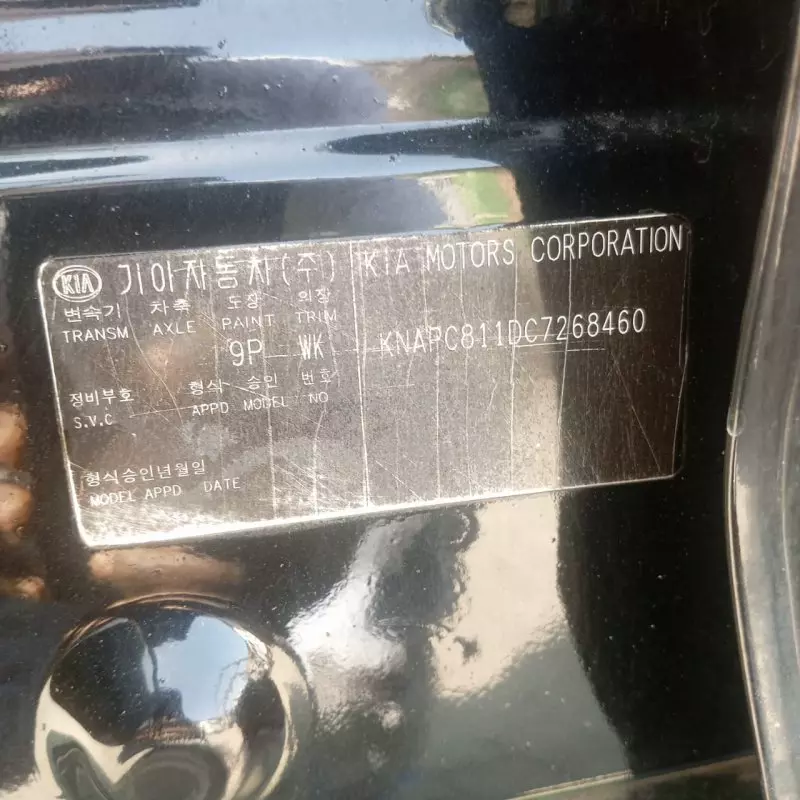 KIA 기아자동차(주) KIA MOTORS CORPORATION
변속기 차축 도장 의장
TRANSM AXLE PAINT TRIM
9P WK KNAPC811DC7268460
정비부호 형식 승인 번호
S.V.C APPD MODEL NO
형식승인년월일
MODEL APPD DATE